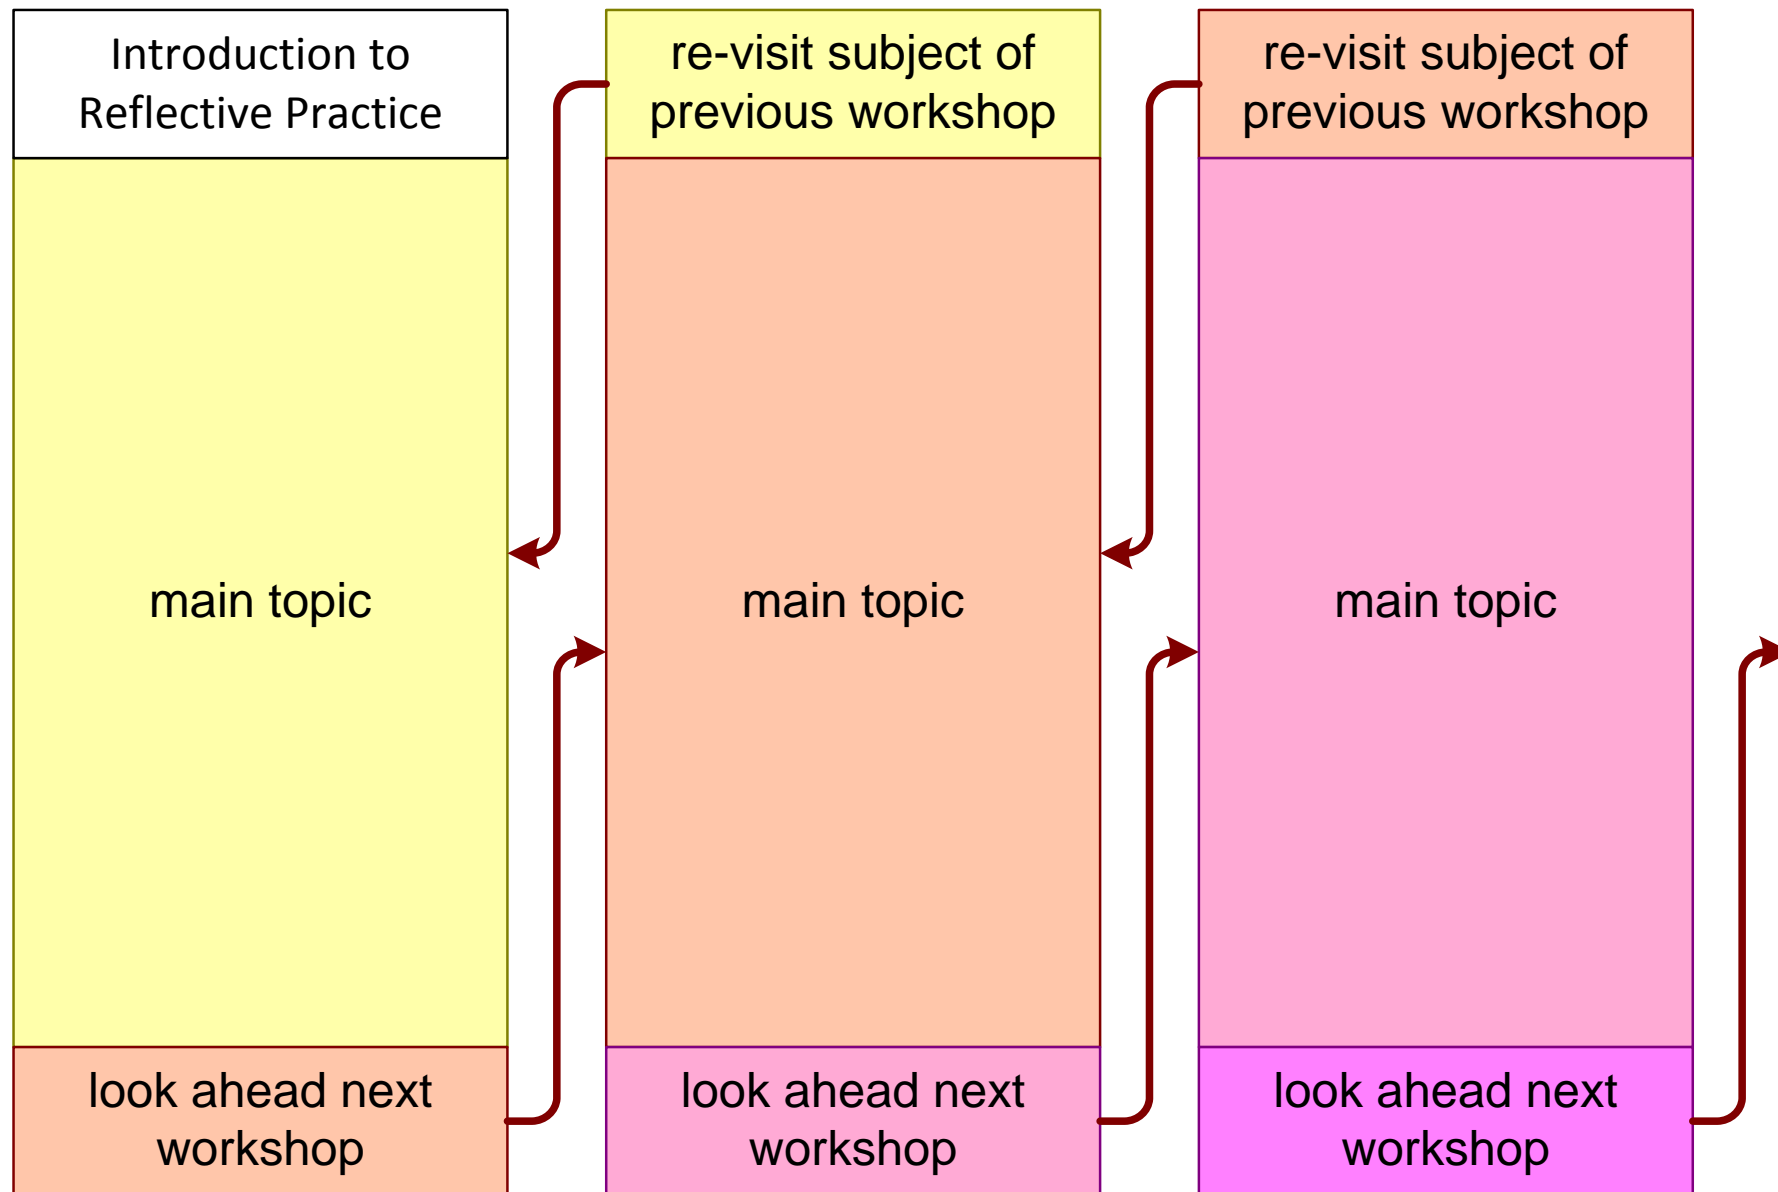 Introduction to
Reflective Practice
main topic
look ahead next
workshop
re-visit subject of
previous workshop
main topic
look ahead next
workshop
re-visit subject of
previous workshop
main topic
look ahead next
workshop